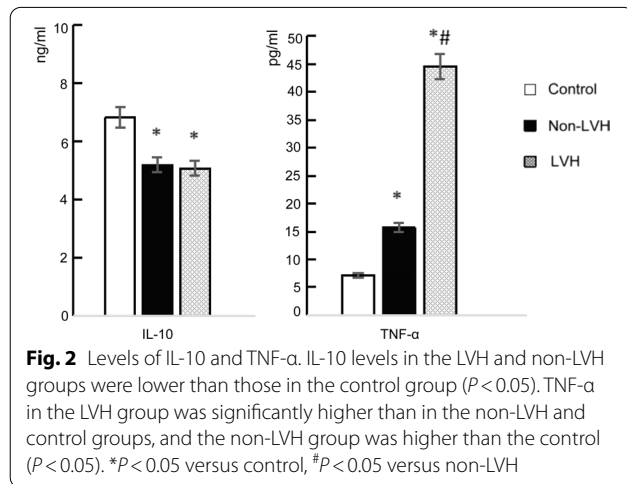 ng/ml
10
8
6
4
2
0
* *
IL-10
pg/ml
50
45
40
35
30
25
20
15
10
5
0
*
*#
TNF-α
Control
Non-LVH
LVH
Fig. 2 Levels of IL-10 and TNF-α. IL-10 levels in the LVH and non-LVH
groups were lower than those in the control group (P < 0.05). TNF-α
in the LVH group was significantly higher than in the non-LVH and
control groups, and the non-LVH group was higher than the control
(P < 0.05). *P < 0.05 versus control, #P < 0.05 versus non-LVH